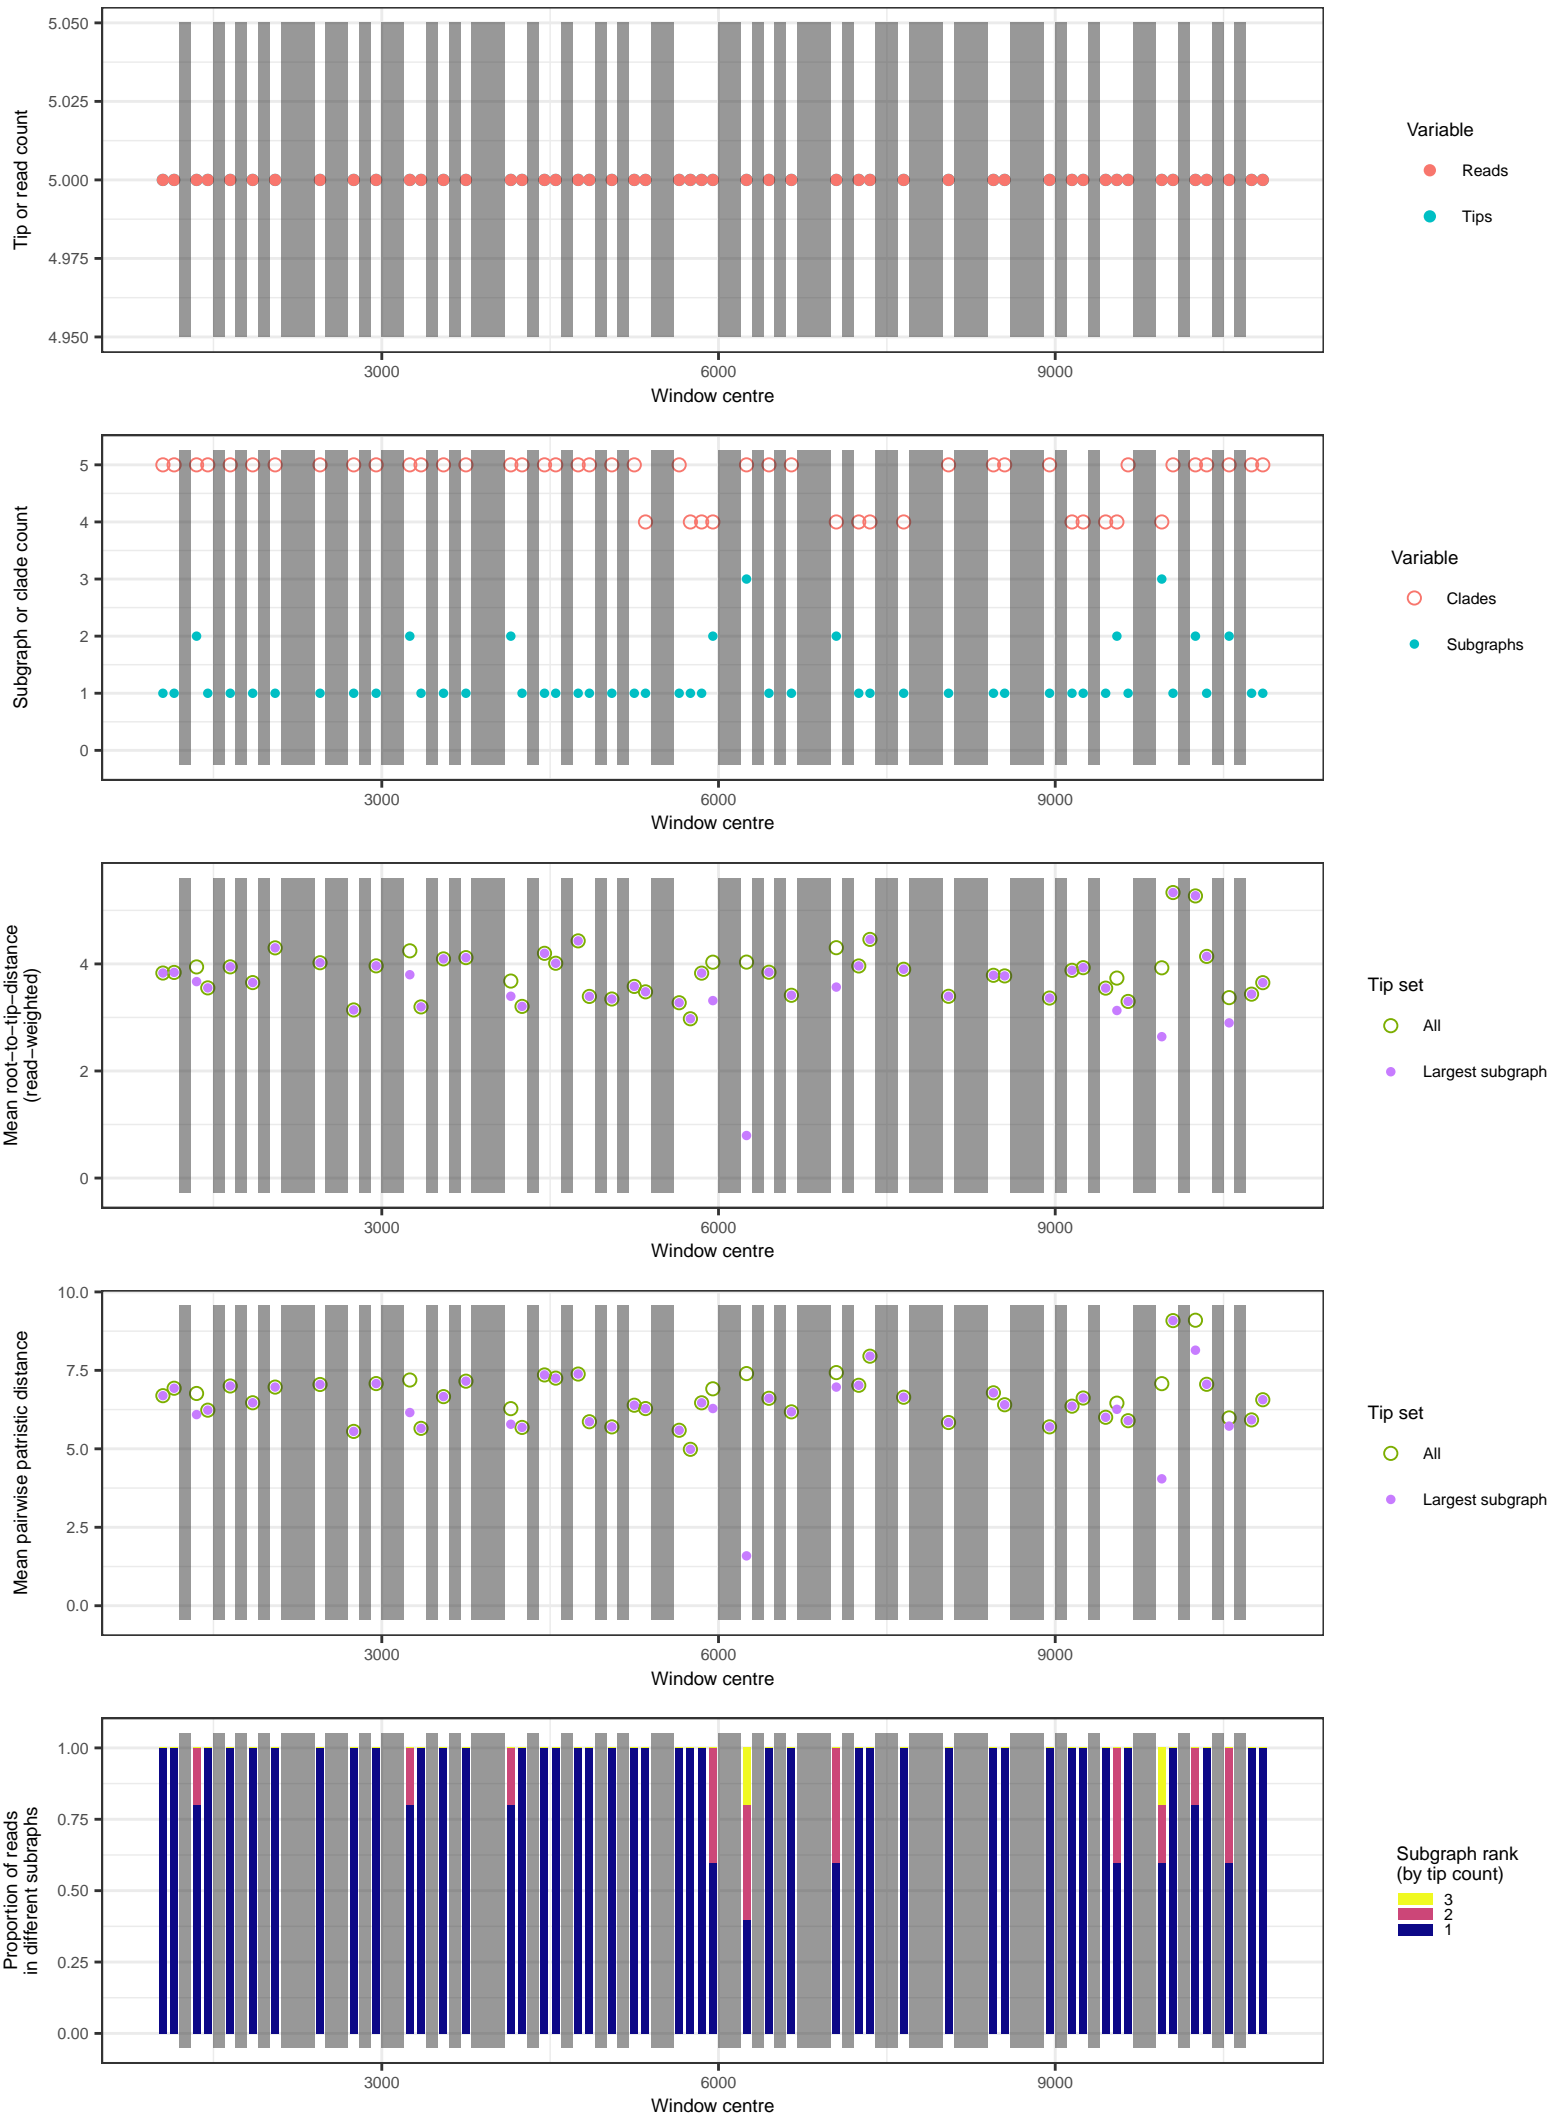 5.050
5.025
5.000
4.975
4.950
Tip or read count
3000
6000
9000
Window centre
Variable
Reads
Tips
5
4
3
2
1
0
Subgraph or clade count
3000
6000
9000
Window centre
Variable
Clades
Subgraphs
4
2
0
Mean root−to−tip−distance
(read−weighted)
3000
6000
9000
Window centre
Tip set
All
Largest subgraph
10.0
7.5
5.0
2.5
0.0
Mean pairwise patristic distance
3000
6000
9000
Window centre
Tip set
All
Largest subgraph
1.00
0.75
0.50
0.25
0.00
Proportion of reads
in different subraphs
3000
6000
9000
Window centre
Subgraph rank
(by tip count)
3
2
1